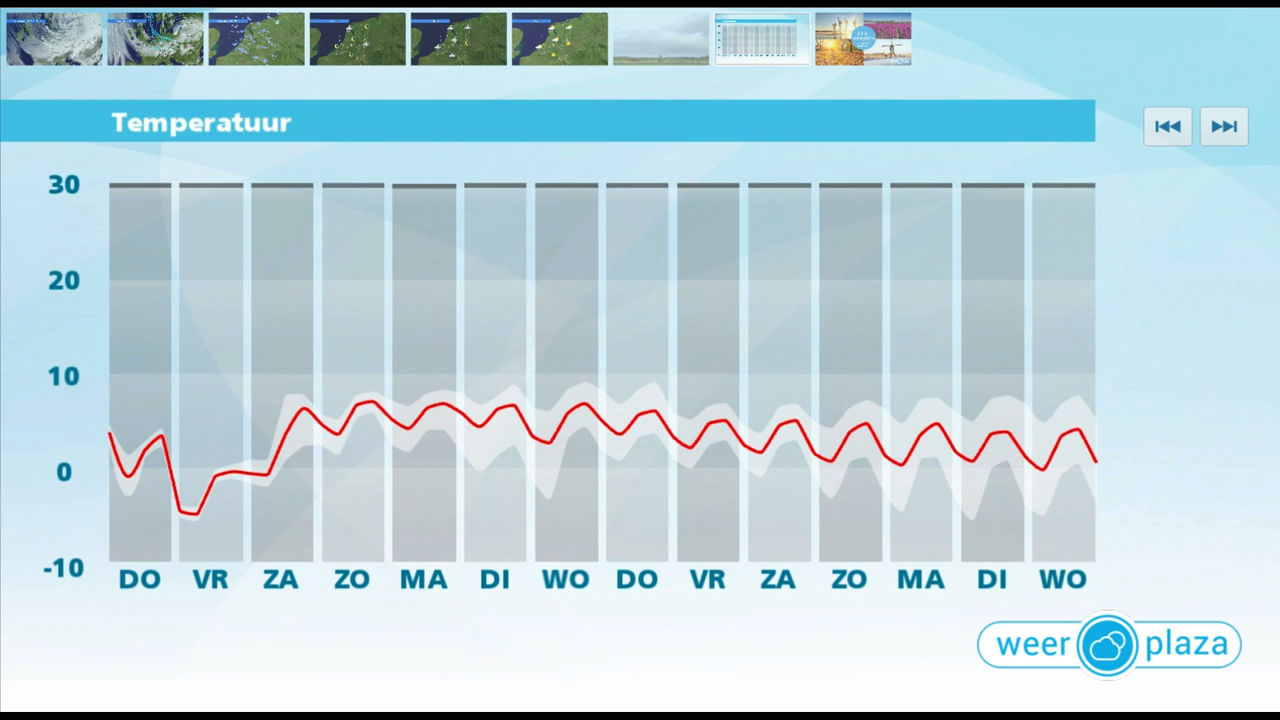 Temperatuur
30
20
10
0
-10
DO VR ZA ZO MA DI WO DO VR ZA ZO MA DI WO
weer plaza